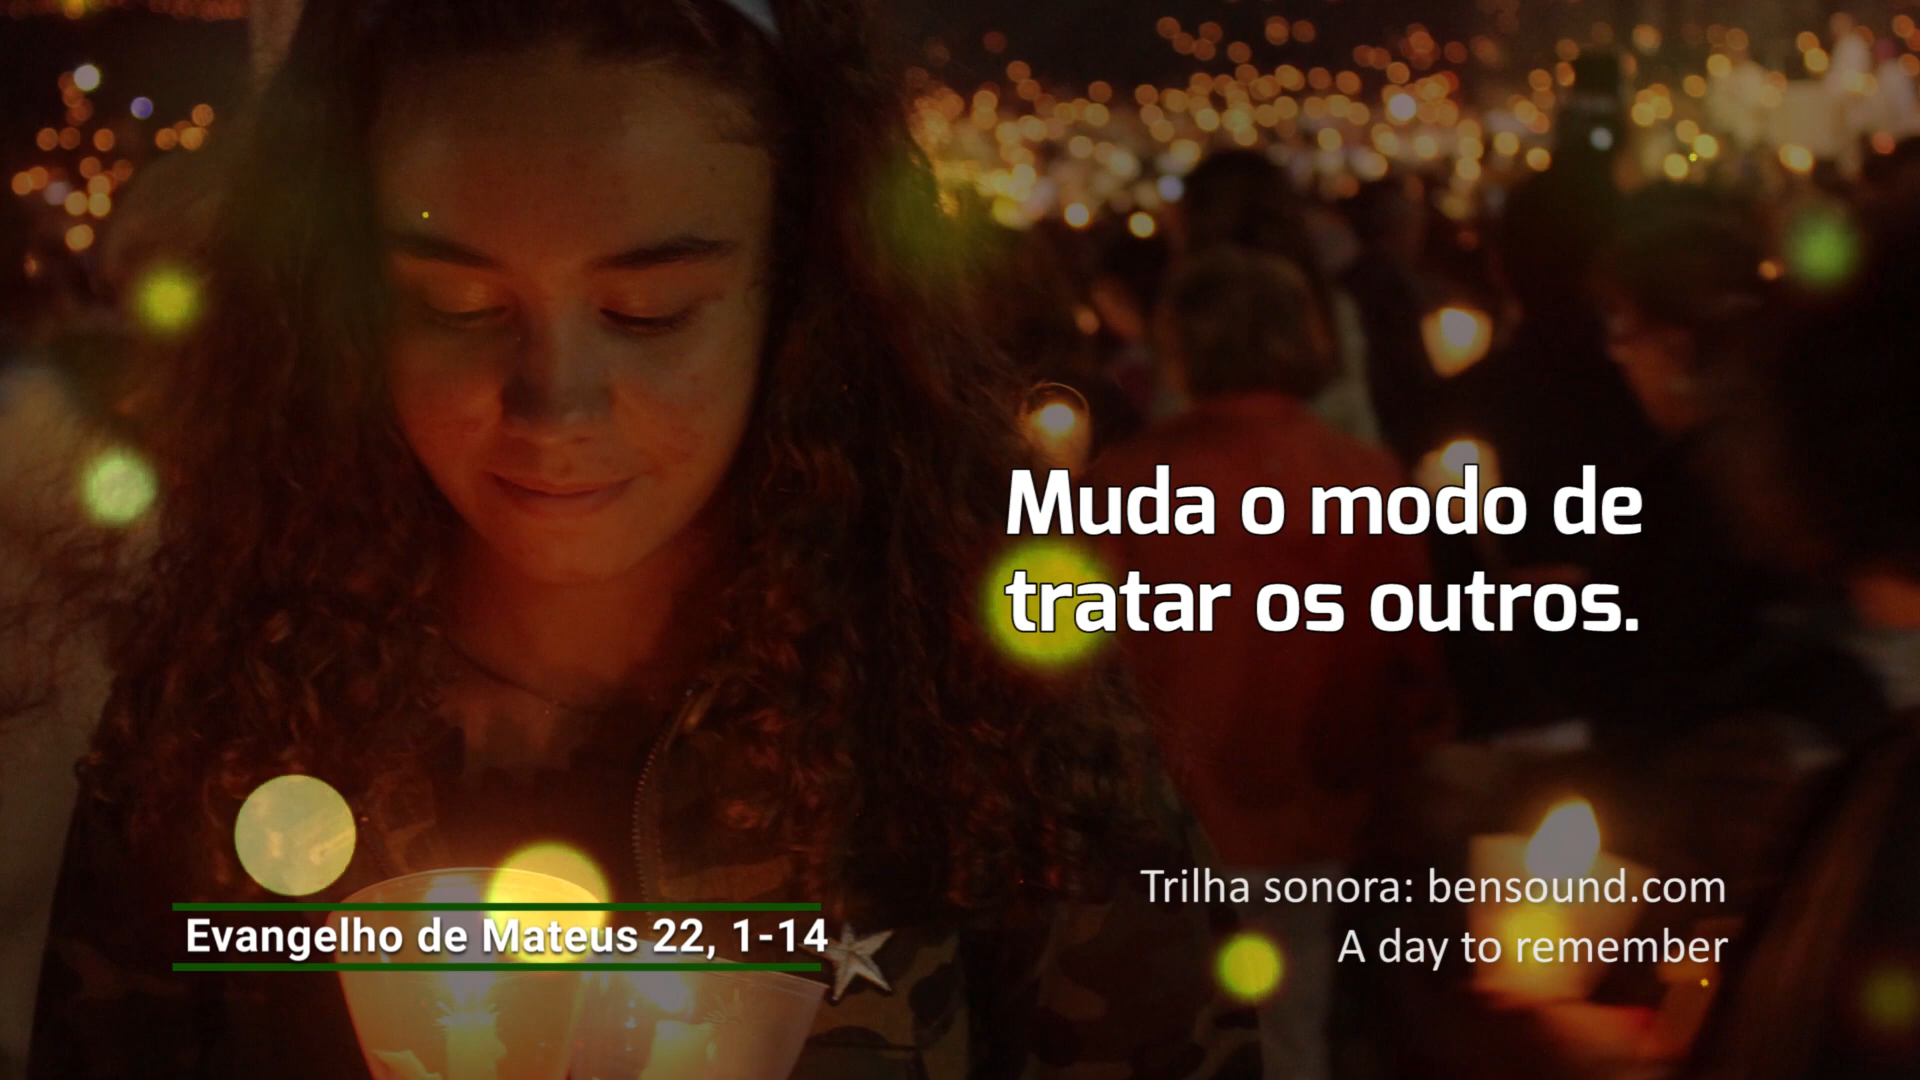 Muda o modo de
tratar os outros.
Trilha sonora: bensound.com
A day to remember
Evangelho de Mateus 22, 1-14